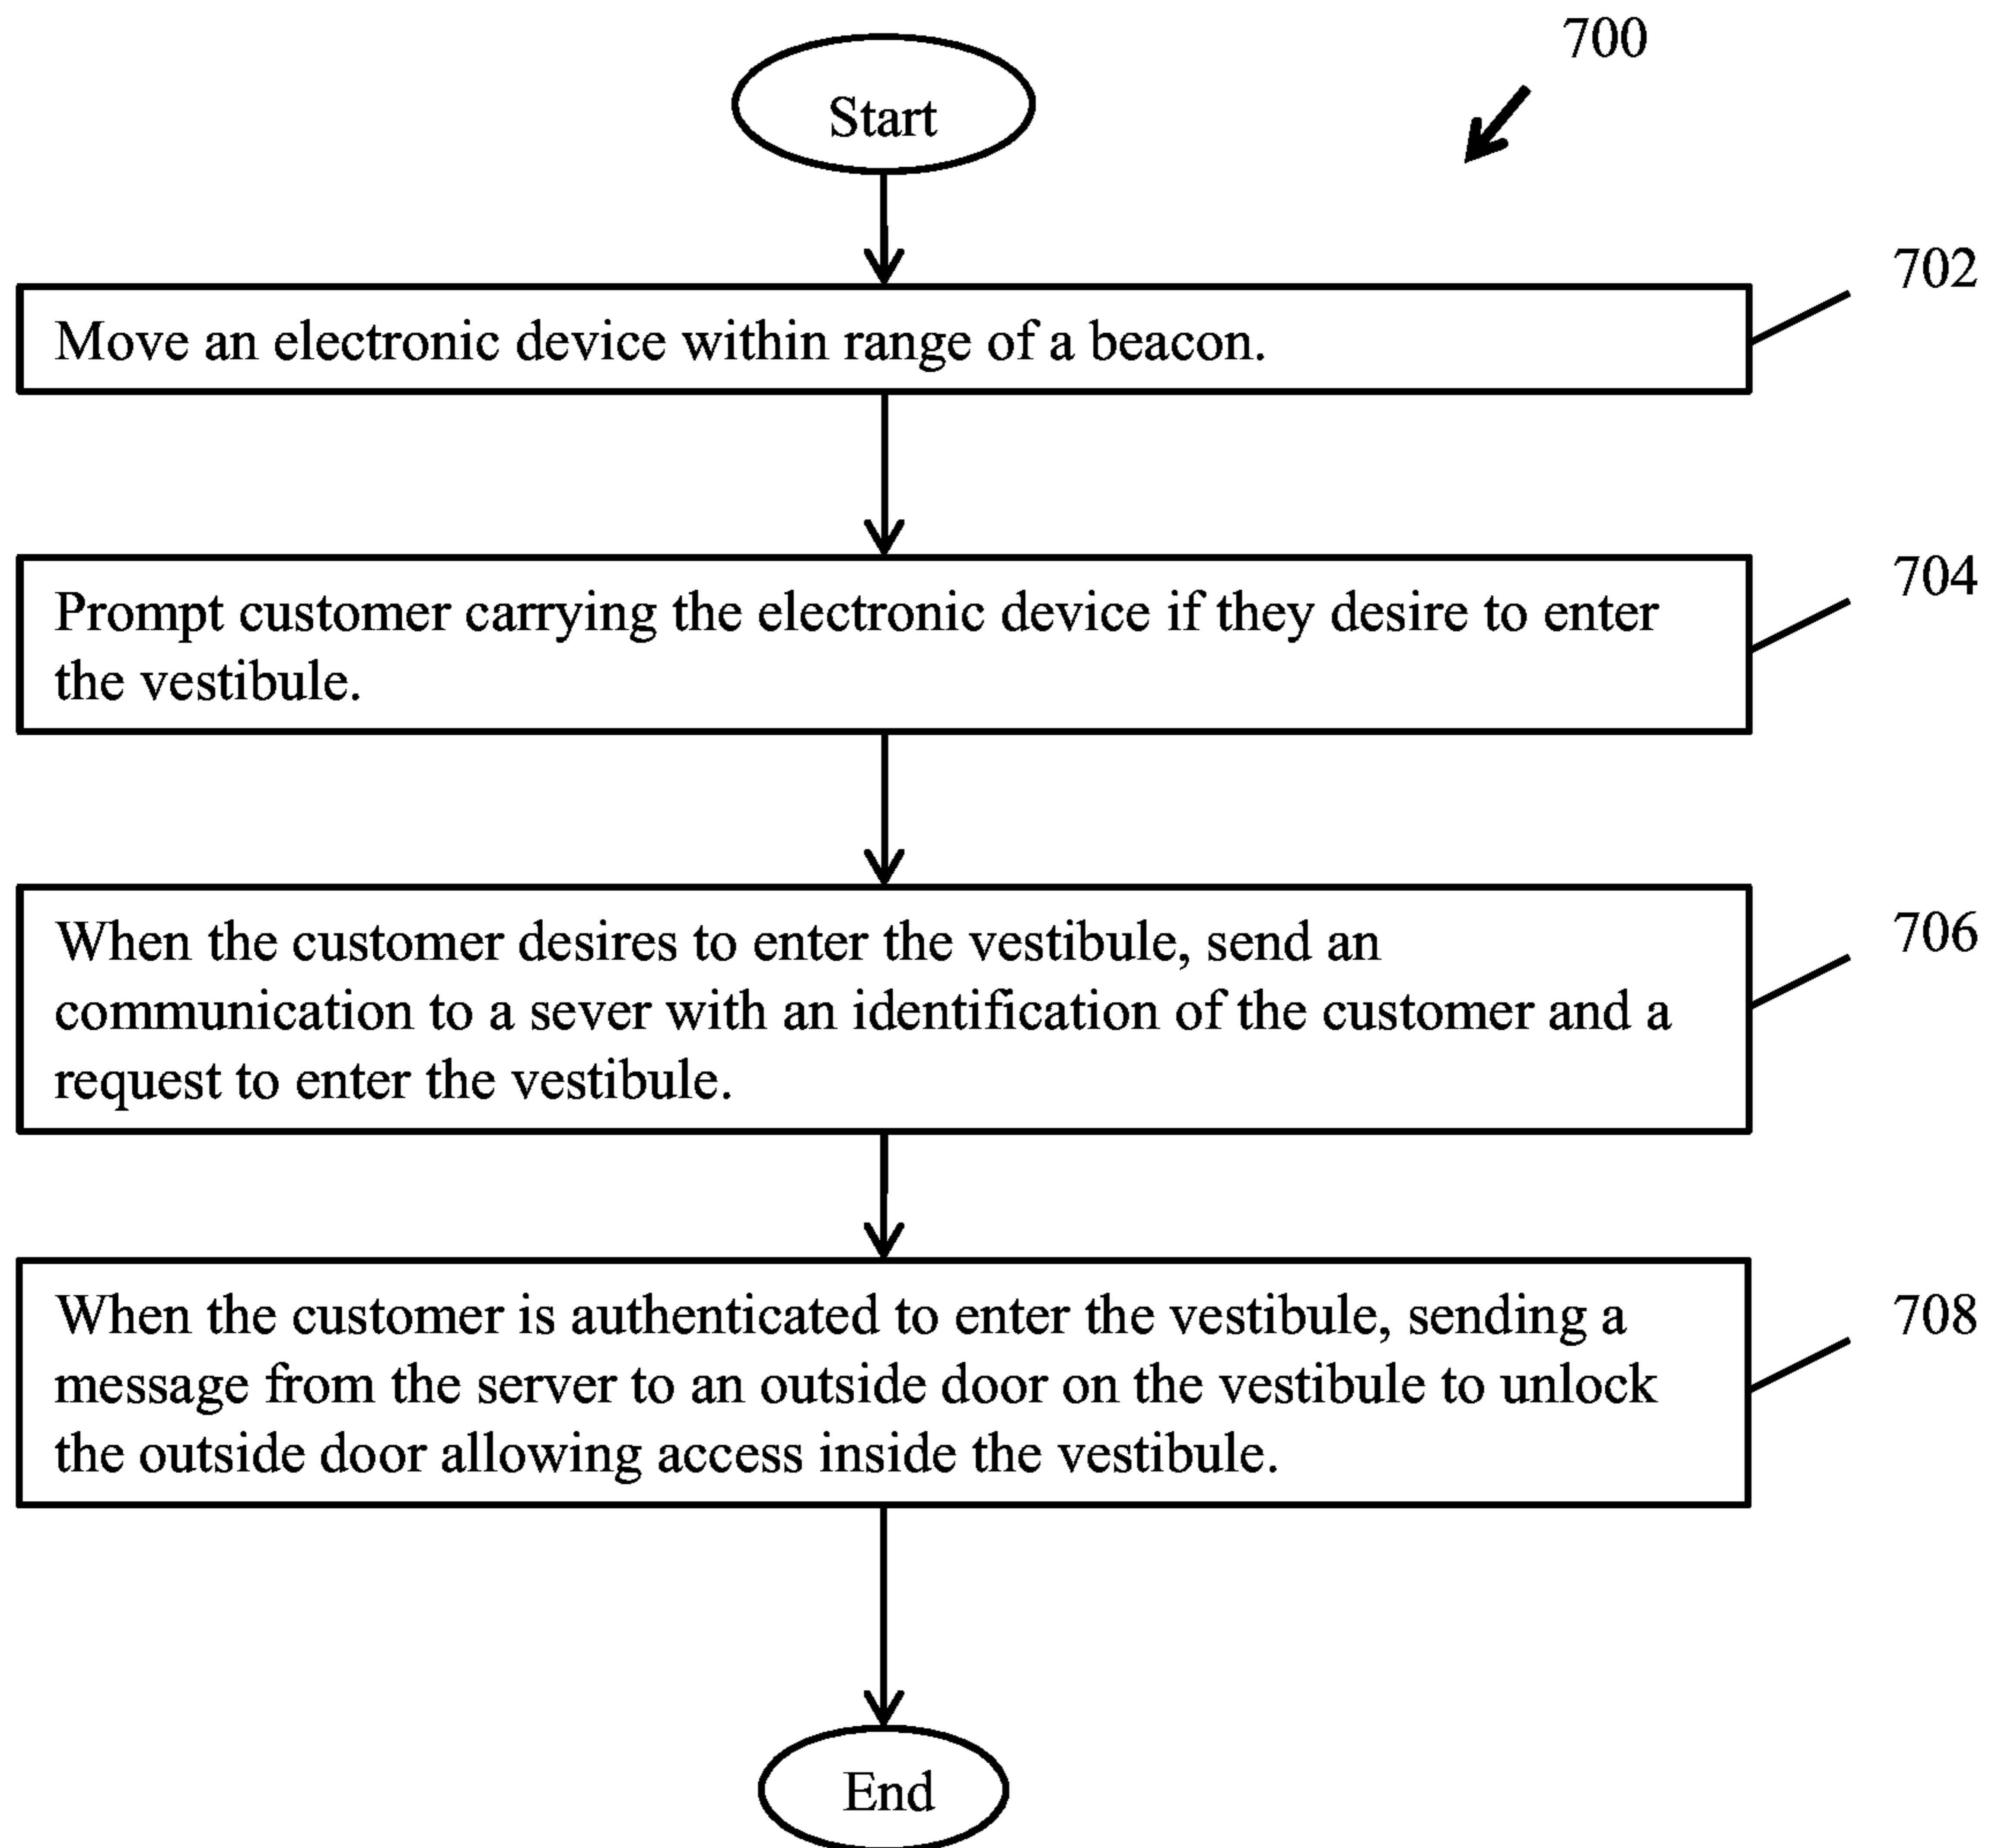 700
Start
702
Move an electronic device within range of a beacon.
704
Prompt customer carrying the electronic device if they desire to enter
the vestibule.
706
When the customer desires to enter the vestibule, send an
communication to a sever with an identification of the customer and a
request to enter the vestibule.
708
When the customer is authenticated to enter the vestibule, sending a
message from the server to an outside door on the vestibule to unlock
the outside door allowing access inside the vestibule.
End